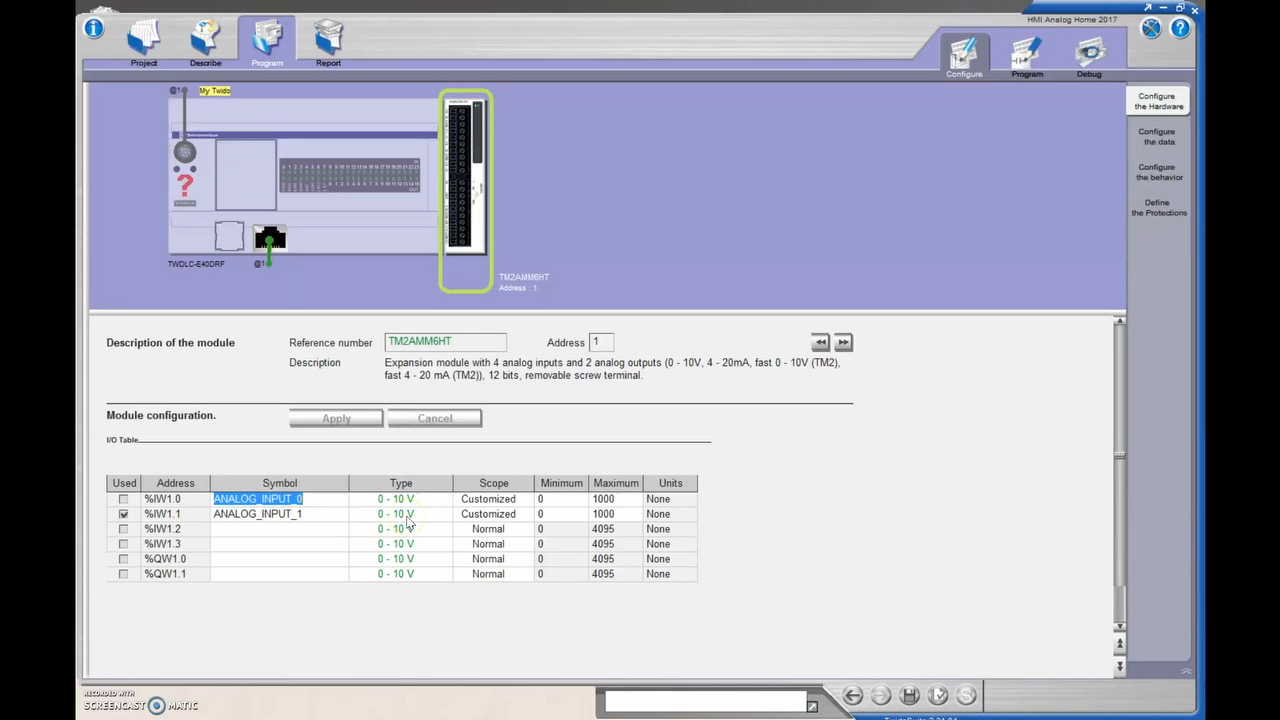 HMI Analog Home 2017
Project
Describe
Program
Report
Configure
Program
Debug
Configure
the Hardware
Configure
the data
Configure
the behavior
Define
the Protections
@1
My Twido
TWDLC-E40DRF
@1
TM2AMM6HT
Address : 1
Description of the module
Reference number
TM2AMM6HT
Address
1
Description
Expansion module with 4 analog inputs and 2 analog outputs (0 - 10V, 4 - 20mA, fast 0 - 10V (TM2),
fast 4 - 20 mA (TM2)), 12 bits, removable screw terminal.
Module configuration.
Apply
Cancel
I/O Table
Used Address Symbol Type Scope Minimum Maximum Units
%IW1.0 ANALOG_INPUT_0 0 - 10 V Customized 0 1000 None
%IW1.1 ANALOG_INPUT_1 0 - 10 V Customized 0 1000 None
%IW1.2 0 - 10 V Normal 0 4095 None
%IW1.3 0 - 10 V Normal 0 4095 None
%QW1.0 0 - 10 V Normal 0 4095 None
%QW1.1 0 - 10 V Normal 0 4095 None
RECORDED WITH
SCREENCAST MATIC